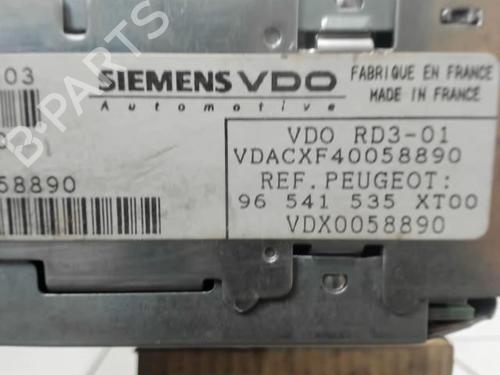 03
SIEMENS VDO
Automotive
FABRIQUE EN FRANCE
MADE IN FRANCE
VDO RD3-01
VDACXF40058890
REF. PEUGEOT:
96 541 535 XT00
VDX0058890
58890
B-PARTS